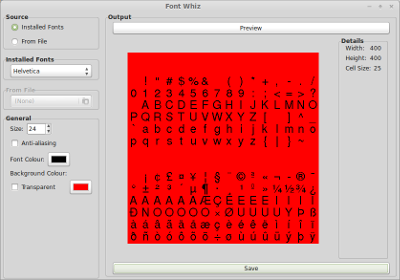 Font Whiz
Source
Installed Fonts
From File
Installed Fonts
Helvetica
From File
(None)
General
Size: 24
Anti-aliasing
Font Colour:
Background Colour:
Transparent
Output
Preview
! " # $ % & ( ) * + , - . /
0 1 2 3 4 5 6 7 8 9 : ; < = > ?
A B C D E F G H I J K L M N O
P Q R S T U V W X Y Z [ ] ^ _
` a b c d e f g h i j k l m n o
p q r s t u v w x y z { | } ~
¡ ¢ £ ¤ ¥ ¦ § ¨ © ª « ¬ - ® ¯
° ± ² ³ ´ µ ¶ · ¸ ¹ º » ¼ ½ ¾ ¿
À Á Â Ã Ä Å Æ Ç È É Ê Ë Ì Í Î Ï
Ð Ñ Ò Ó Ô Õ Ö × Ø Ù Ú Û Ü Ý Þ ß
à á â ã ä å æ ç è é ê ë ì í î ï
ð ñ ò ó ô õ ö ÷ ø ù ú û ü ý þ ÿ
Save
Details
Width: 400
Height: 400
Cell Size: 25